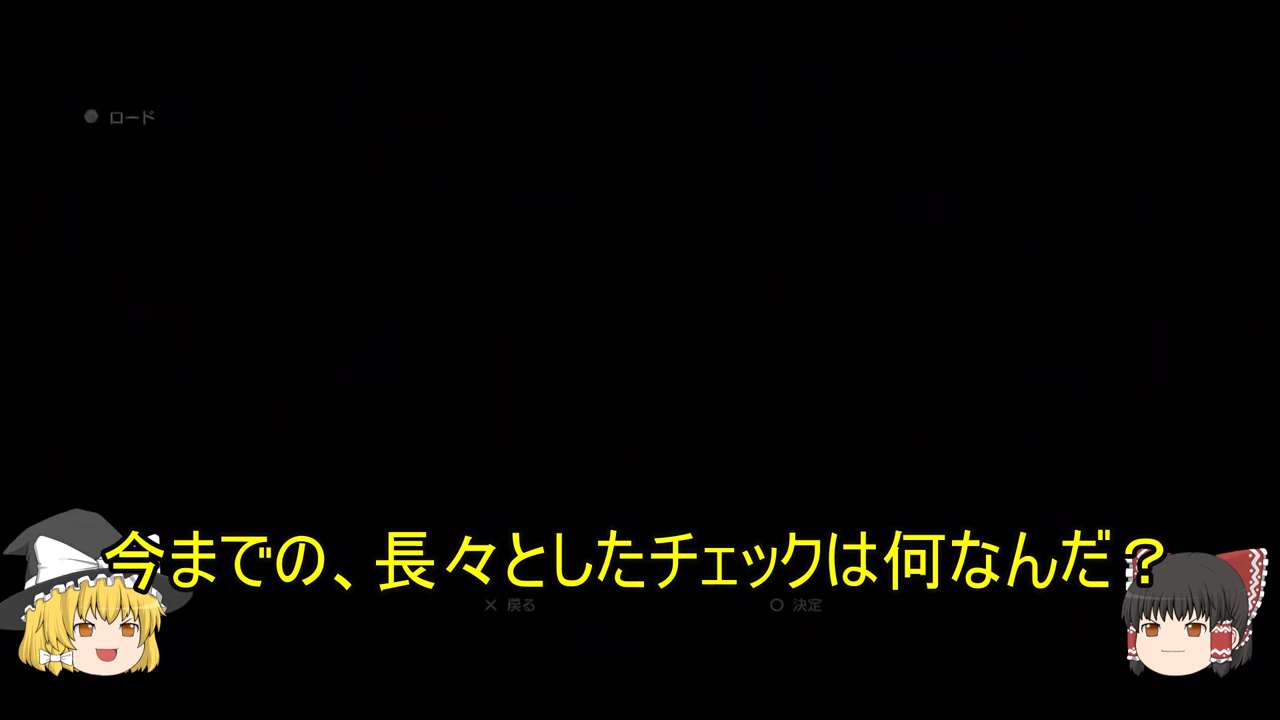 ロード
今までの、長々としたチェックは何なんだ？
× 戻る
○ 決定